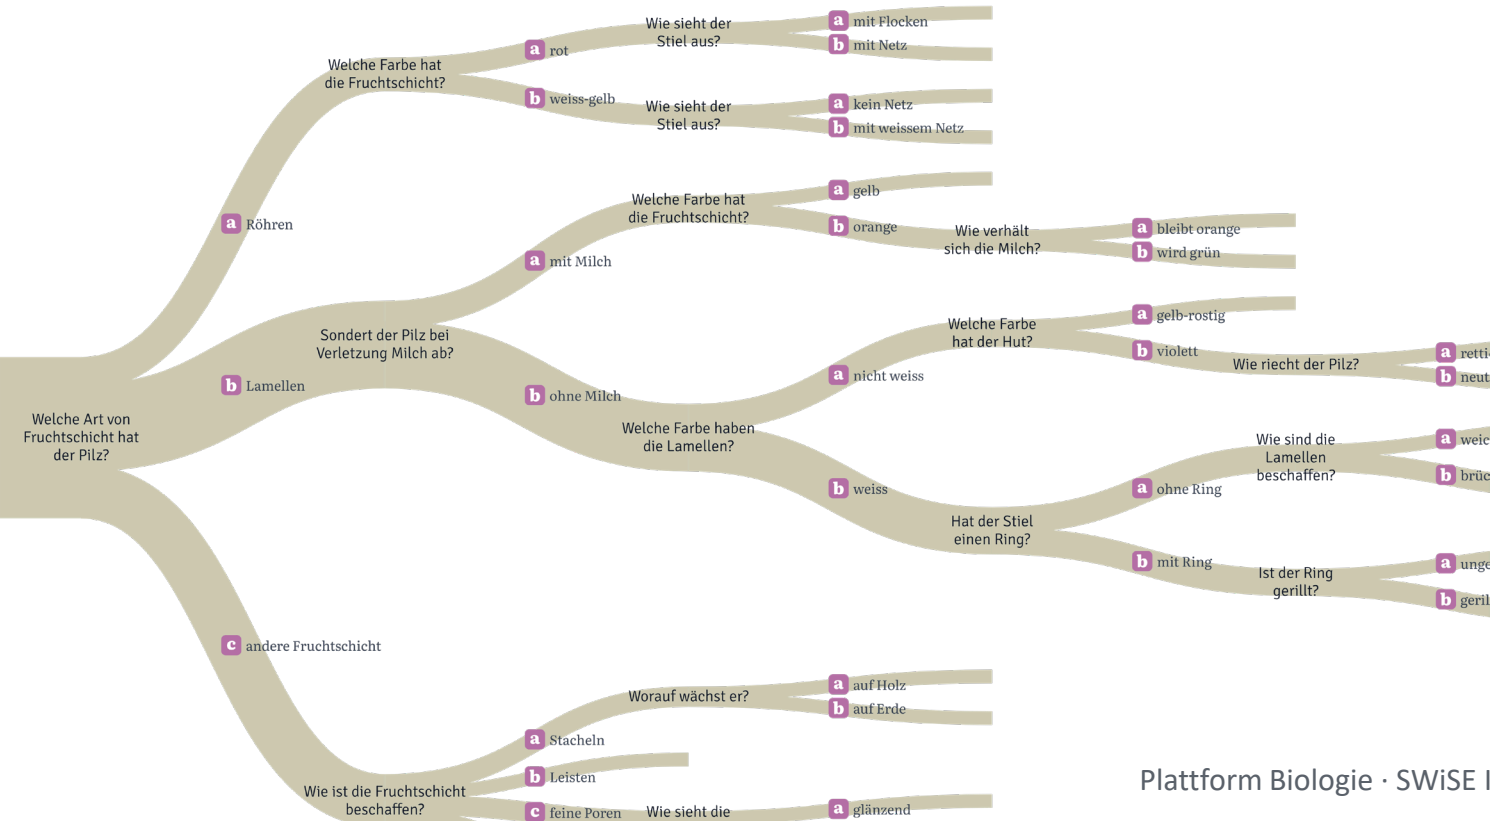 Wie sieht der
Stiel aus?
a mit Flocken
b mit Netz
Welche Farbe hat
die Fruchtschicht?
a rot
b weiss-gelb
Wie sieht der
Stiel aus?
a kein Netz
b mit weissem Netz
a Röhren
Welche Farbe hat
die Fruchtschicht?
a gelb
b orange
Wie verhält
sich die Milch?
a bleibt orange
b wird grün
a mit Milch
Sondert der Pilz bei
Verletzung Milch ab?
b Lamellen
b ohne Milch
Welche Farbe
hat der Hut?
a gelb-rostig
b violett
Wie riecht der Pilz?
a retti
b neut
a nicht weiss
Welche Art von
Fruchtschicht hat
der Pilz?
Welche Farbe haben
die Lamellen?
b weiss
Wie sind die
Lamellen
beschaffen?
a weic
b brüc
a ohne Ring
Hat der Stiel
einen Ring?
b mit Ring
Ist der Ring
gerillt?
a unge
b geril
c andere Fruchtschicht
Worauf wächst er?
a auf Holz
b auf Erde
a Stacheln
b Leisten
Wie ist die Fruchtschicht
beschaffen?
c feine Poren
Wie sieht die
a glänzend
Plattform Biologie · SWiSE I